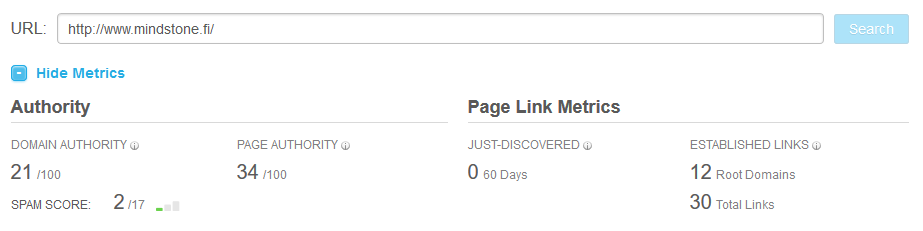 URL: http://www.mindstone.fi/ Search
- Hide Metrics
Authority
DOMAIN AUTHORITY
21 /100
PAGE AUTHORITY
34 /100
SPAM SCORE: 2 /17
Page Link Metrics
JUST-DISCOVERED
0 60 Days
ESTABLISHED LINKS
12 Root Domains
30 Total Links